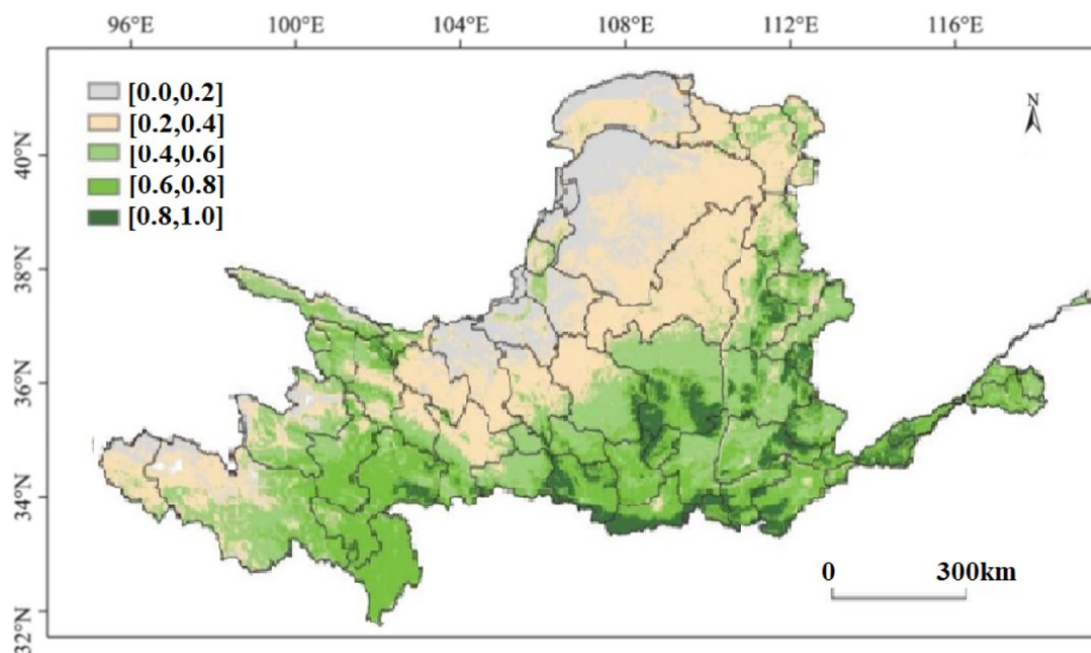 96°E 100°E 104°E 108°E 112°E 116°E
[0.0,0.2]
[0.2,0.4]
[0.4,0.6]
[0.6,0.8]
[0.8,1.0]
N
40°N
38°N
36°N
34°N
32°N
0 300km